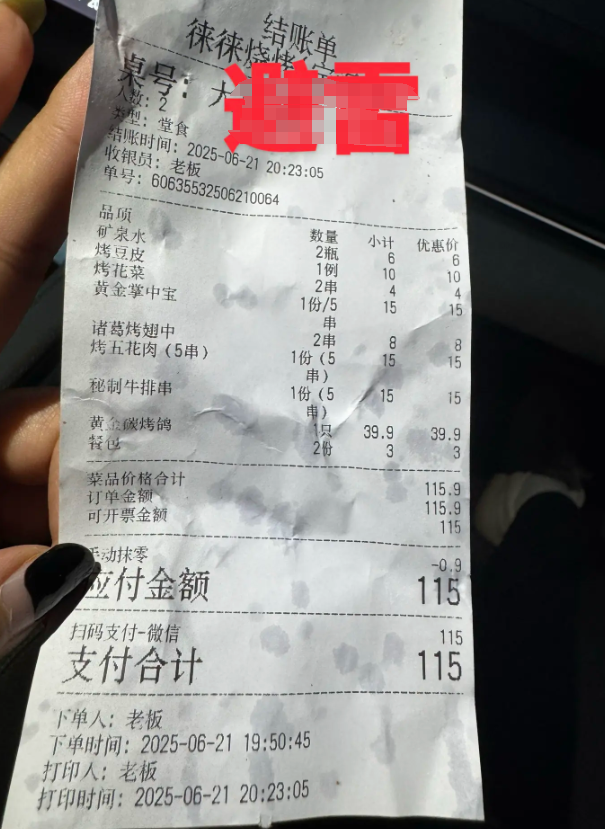 结账单
徕徕烧烤
避雷
桌号: 大
人数: 2
类型: 堂食
结账时间: 2025-06-21 20:23:05
收银员: 老板
单号: 60635532506210064
品项 数量 小计 优惠价
矿泉水 2瓶 6 6
烤豆皮 1例 10 10
烤花菜 2串 4 4
黄金掌中宝 1份/5 15 15
串
诸葛烤翅中 2串 8 8
烤五花肉(5串) 1份(5 15 15
串)
秘制牛排串 1份(5 15 15
串)
黄金碳烤鸽 1只 39.9 39.9
餐包 2份 3 3
菜品价格合计 115.9
订单金额 115.9
可开票金额 115
手动抹零 -0.9
应付金额 115
扫码支付-微信 115
支付合计 115
下单人: 老板
下单时间: 2025-06-21 19:50:45
打印人: 老板
打印时间: 2025-06-21 20:23:05